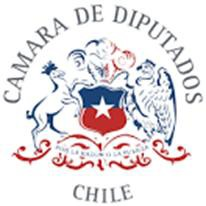 CAMARA DE DIPUTADOS
POR LA RAZON O LA FUERZA
CHILE